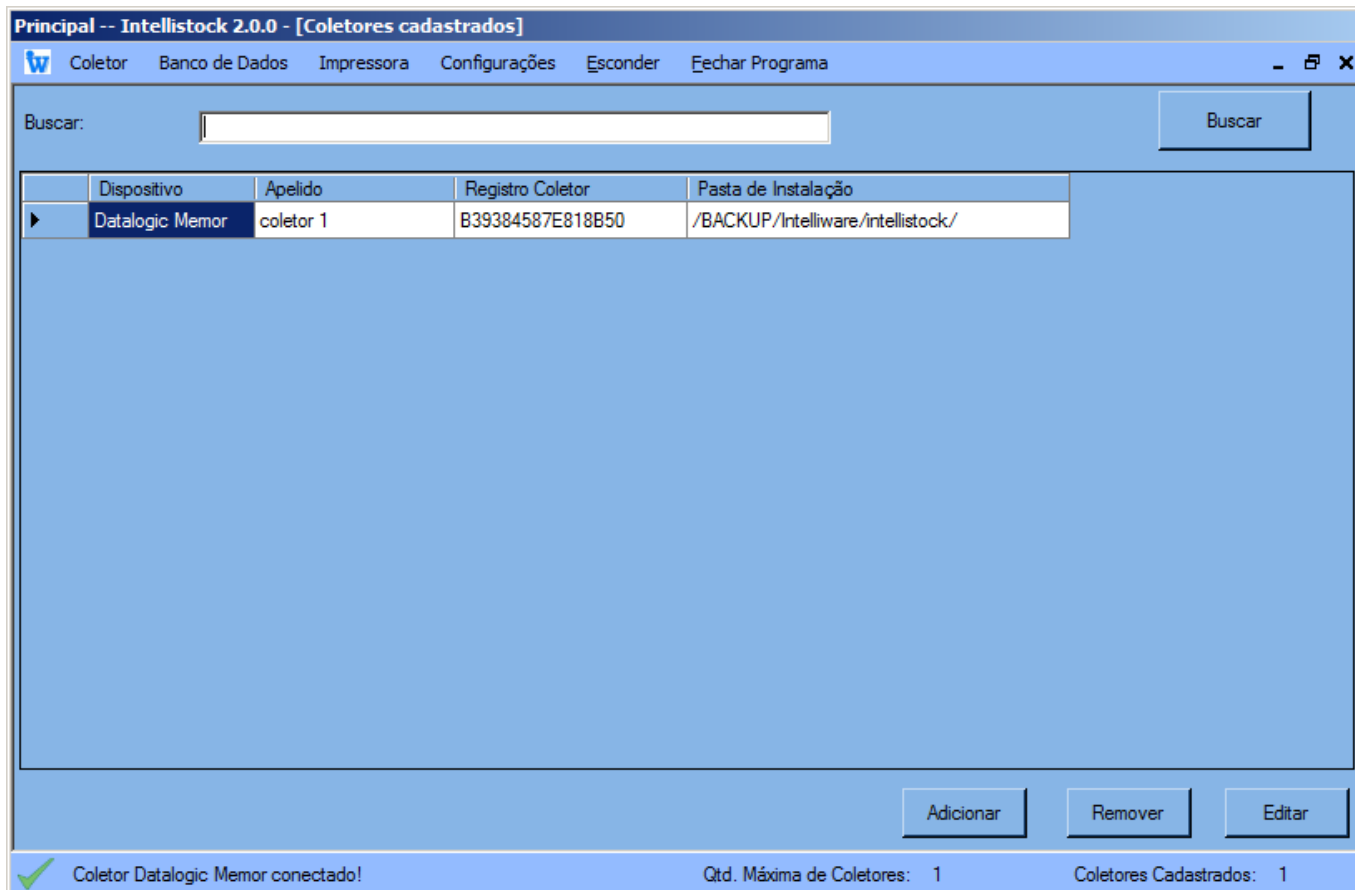 Principal -- Intellistock 2.0.0 - [Coletores cadastrados]
Coletor Banco de Dados Impressora Configurações Esconder Fechar Programa
Buscar: Buscar
Dispositivo Apelido Registro Coletor Pasta de Instalação
Datalogic Memor coletor 1 B39384587E818B50 /BACKUP/Intelliware/intellistock/
Adicionar Remover Editar
Coletor Datalogic Memor conectado! Qtd. Máxima de Coletores: 1 Coletores Cadastrados: 1